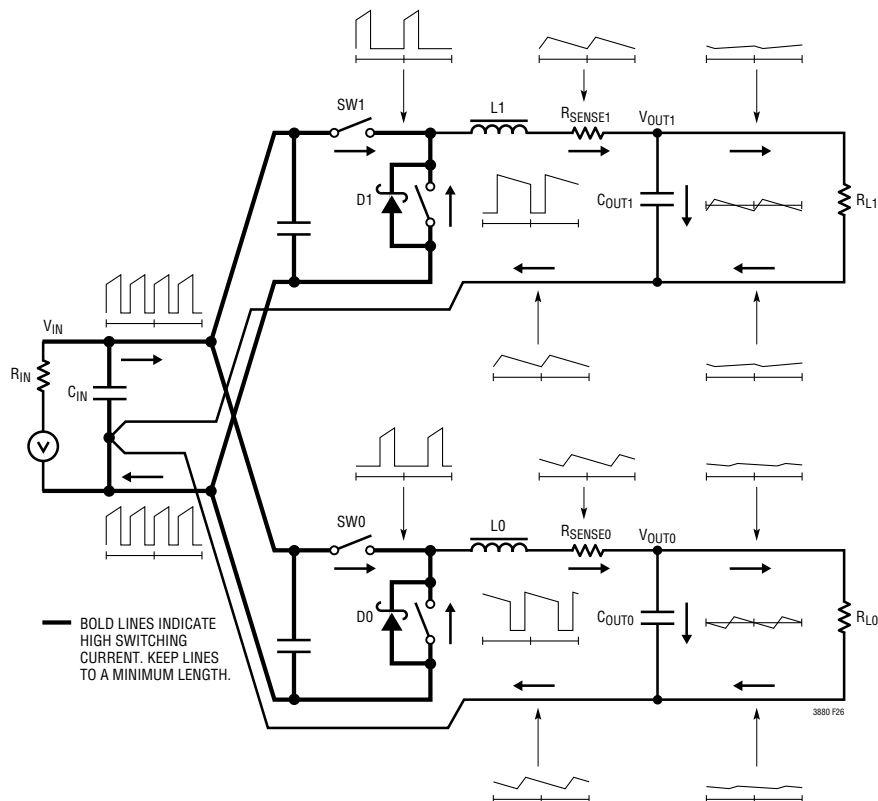 SW1
L1
RSENSE1
VOUT1
D1
COUT1
RL1
VIN
RIN
CIN
V
SW0
L0
RSENSE0
VOUT0
D0
COUT0
RL0
BOLD LINES INDICATE
HIGH SWITCHING
CURRENT. KEEP LINES
TO A MINIMUM LENGTH.
3880 F26